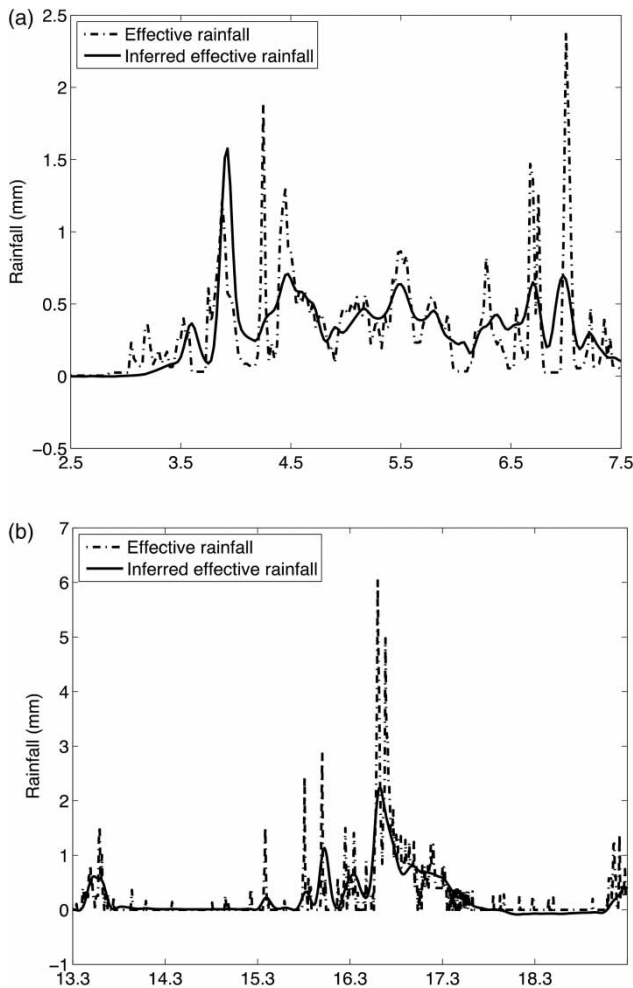 (a)
2.5
Effective rainfall
Inferred effective rainfall
2
1.5
Rainfall (mm)
1
0.5
0
−0.5
2.5 3.5 4.5 5.5 6.5 7.5
(b)
7
Effective rainfall
Inferred effective rainfall
6
5
4
Rainfall (mm)
3
2
1
0
−1
13.3 14.3 15.3 16.3 17.3 18.3